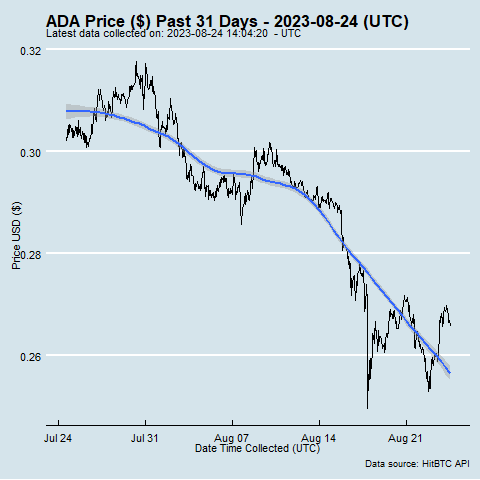 ADA Price ($) Past 31 Days - 2023-08-24 (UTC)
Latest data collected on: 2023-08-24 14:04:20 - UTC
0.32
0.30
0.28
0.26
Price USD ($)
Jul 24 Jul 31 Aug 07 Aug 14 Aug 21
Date Time Collected (UTC)
Data source: HitBTC API